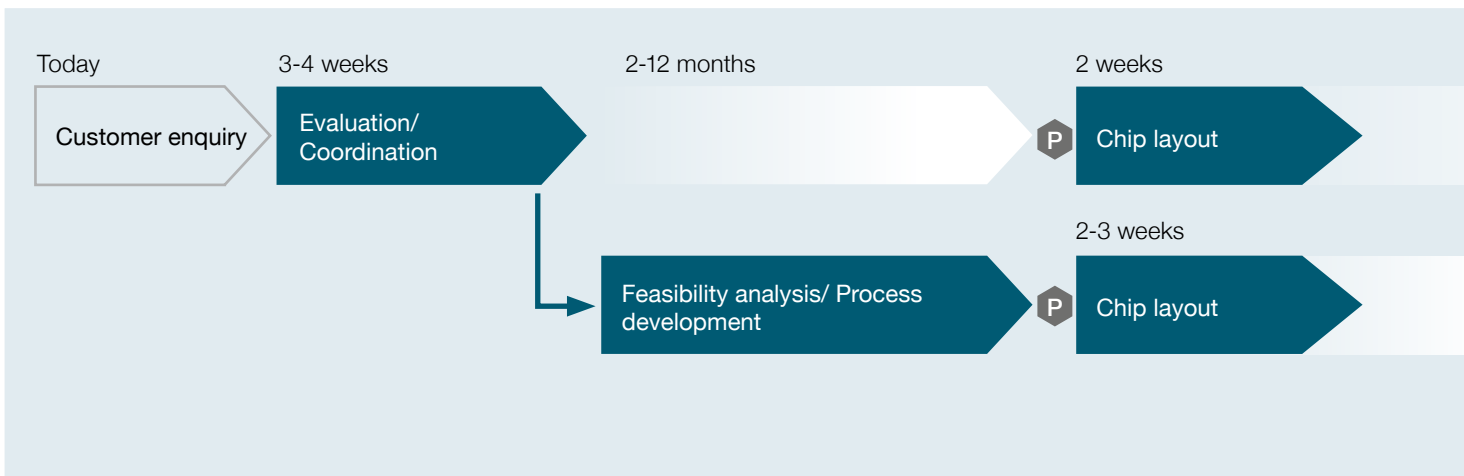 Today
3-4 weeks
2-12 months
2 weeks
Customer enquiry
Evaluation/
Coordination
P
Chip layout
2-3 weeks
Feasibility analysis/ Process
development
P
Chip layout